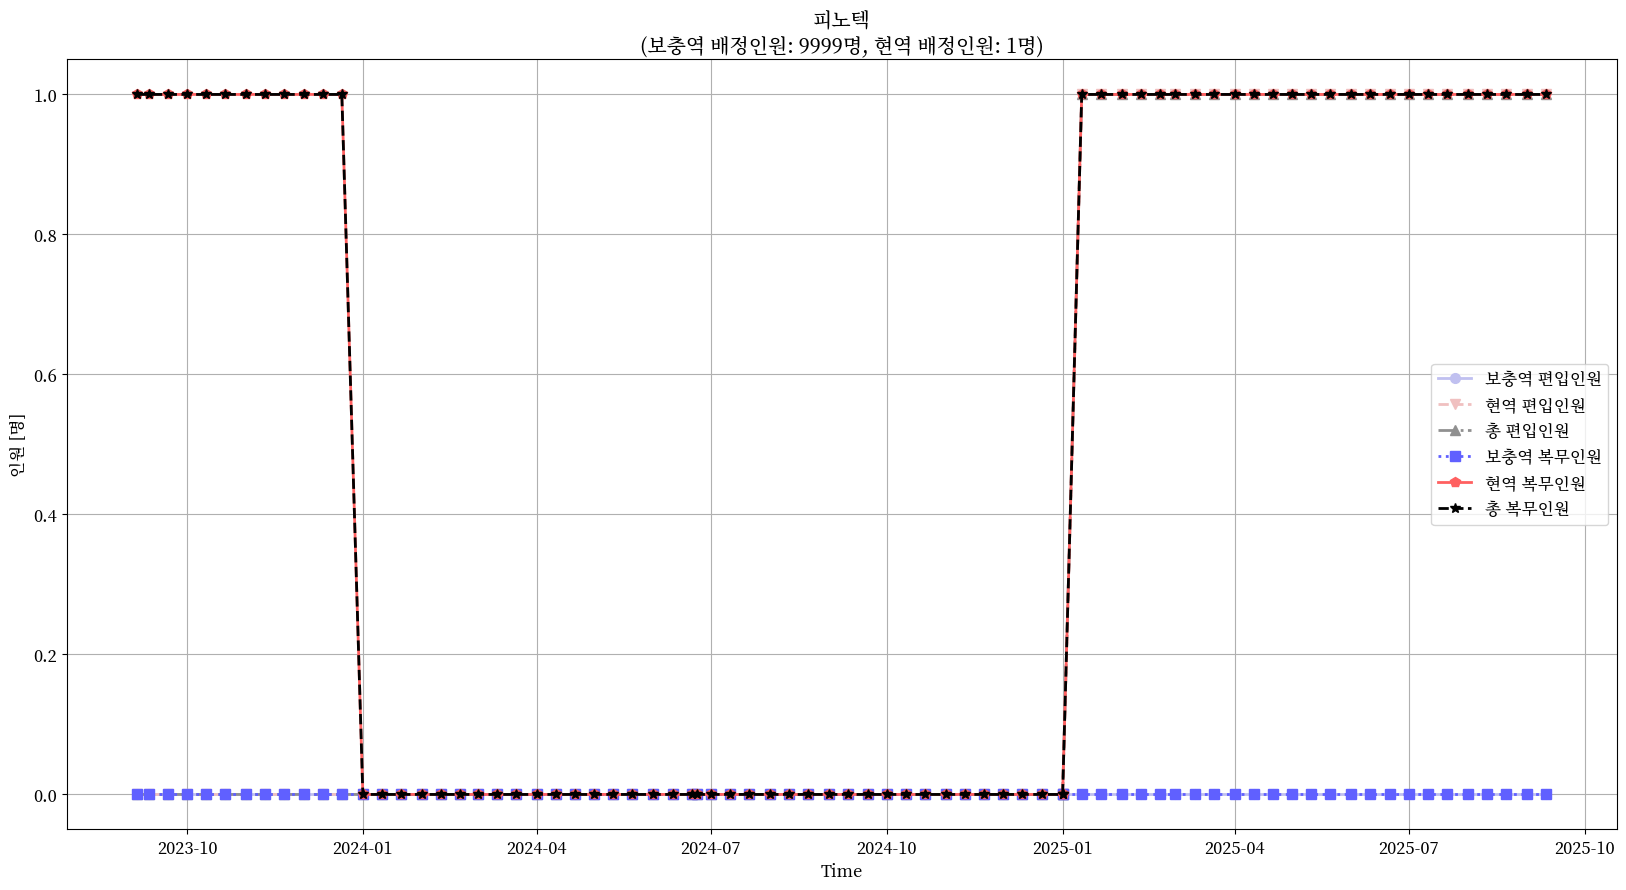 피노텍
(보충역 배정인원: 9999명, 현역 배정인원: 1명)
인원 [명]
1.0
0.8
0.6
0.4
0.2
0.0
보충역 편입인원
현역 편입인원
총 편입인원
보충역 복무인원
현역 복무인원
총 복무인원
2023-10
2024-01
2024-04
2024-07
2024-10
2025-01
2025-04
2025-07
2025-10
Time